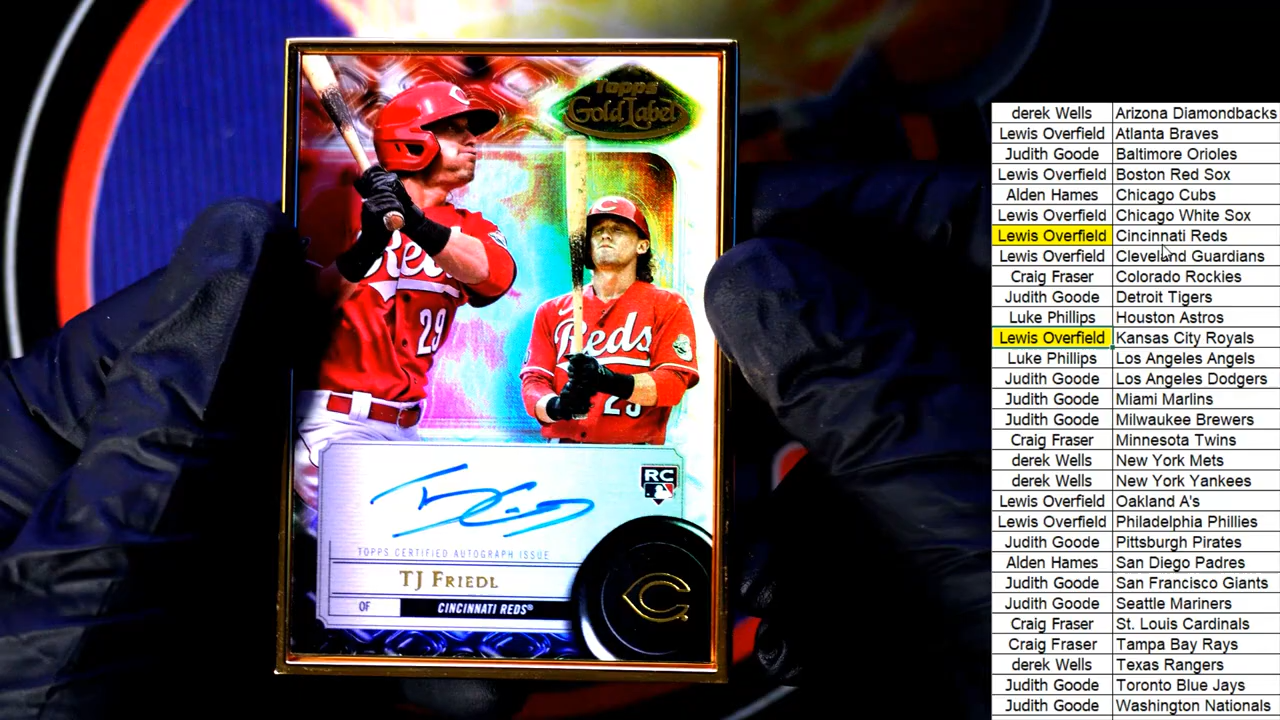 Topps
Gold Label
Reds
29
Reds
29
RC
TOPPS CERTIFIED AUTOGRAPH ISSUE
TJ FRIEDL
OF CINCINNATI REDS®
derek Wells Arizona Diamondbacks
Lewis Overfield Atlanta Braves
Judith Goode Baltimore Orioles
Lewis Overfield Boston Red Sox
Alden Hames Chicago Cubs
Lewis Overfield Chicago White Sox
Lewis Overfield Cincinnati Reds
Lewis Overfield Cleveland Guardians
Craig Fraser Colorado Rockies
Judith Goode Detroit Tigers
Luke Phillips Houston Astros
Lewis Overfield Kansas City Royals
Luke Phillips Los Angeles Angels
Judith Goode Los Angeles Dodgers
Judith Goode Miami Marlins
Judith Goode Milwaukee Brewers
Craig Fraser Minnesota Twins
derek Wells New York Mets
derek Wells New York Yankees
Lewis Overfield Oakland A's
Lewis Overfield Philadelphia Phillies
Judith Goode Pittsburgh Pirates
Alden Hames San Diego Padres
Judith Goode San Francisco Giants
Judith Goode Seattle Mariners
Craig Fraser St. Louis Cardinals
Craig Fraser Tampa Bay Rays
derek Wells Texas Rangers
Judith Goode Toronto Blue Jays
Judith Goode Washington Nationals